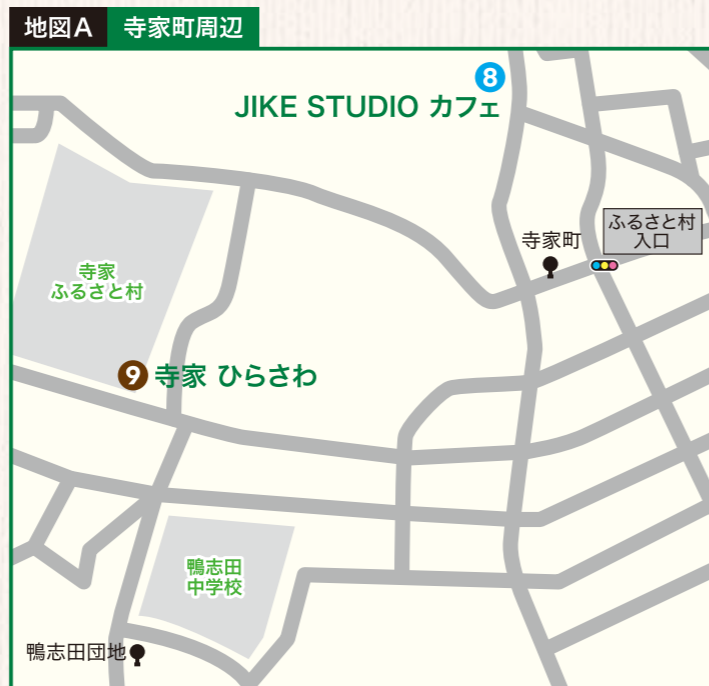 地図A 寺家町周辺
8
JIKE STUDIO カフェ
寺家町
ふるさと村
入口
寺家
ふるさと村
9 寺家 ひらさわ
鴨志田
中学校
鴨志田団地